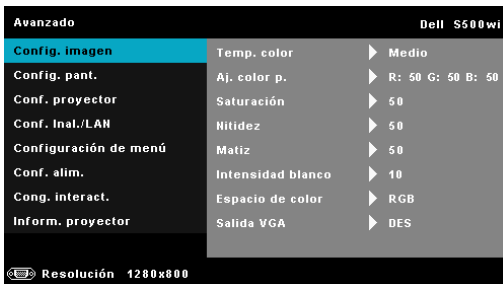 Avanzado Dell S500wi
Config. imagen Temp. color Medio
Config. pant. Aj. color p. R: 50 G: 50 B: 50
Conf. proyector Saturación 50
Conf. Inal./LAN Nitidez 50
Configuración de menú Matiz 50
Conf. alim. Intensidad blanco 10
Cong. interact. Espacio de color RGB
Inform. proyector Salida VGA DES
Resolución 1280x800